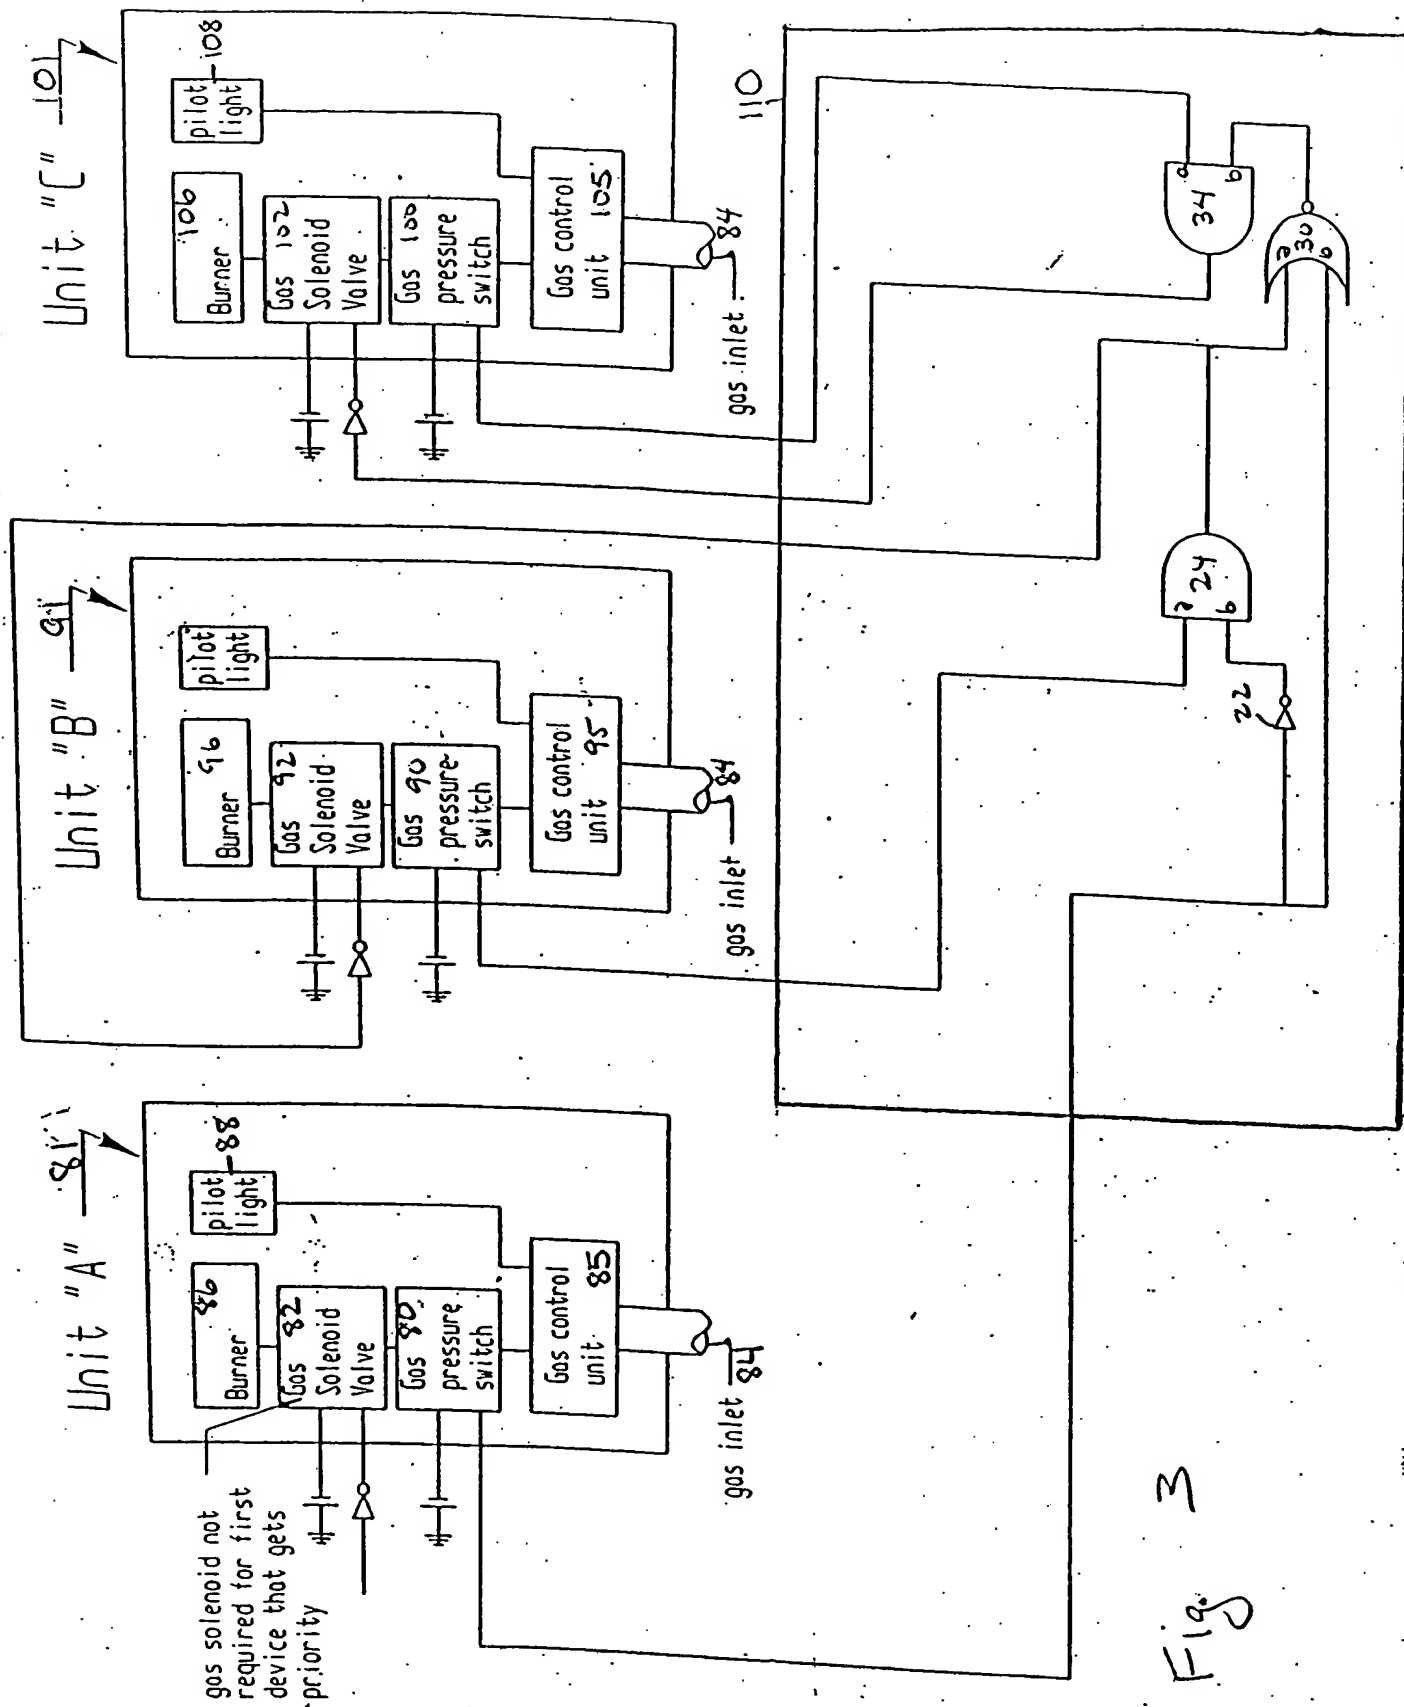 Unit "A" 81
gas solenoid not
required for first
device that gets
priority
86
Burner
Gas 82
Solenoid
Valve
Gas 80
pressure
switch
Gas control
unit 85
pilot
light
88
gas inlet 84
Unit "B" 91
96
Burner
Gas 92
Solenoid
Valve
Gas 90
pressure
switch
Gas control
unit 95
pilot
light
gas inlet 84
Unit "C" 101
106
Burner
Gas 102
Solenoid
Valve
Gas 100
pressure
switch
Gas control
unit 105
pilot
light
108
gas inlet 84
110
22
a
24
b
a
34
b
a
30
b
Fig. 3